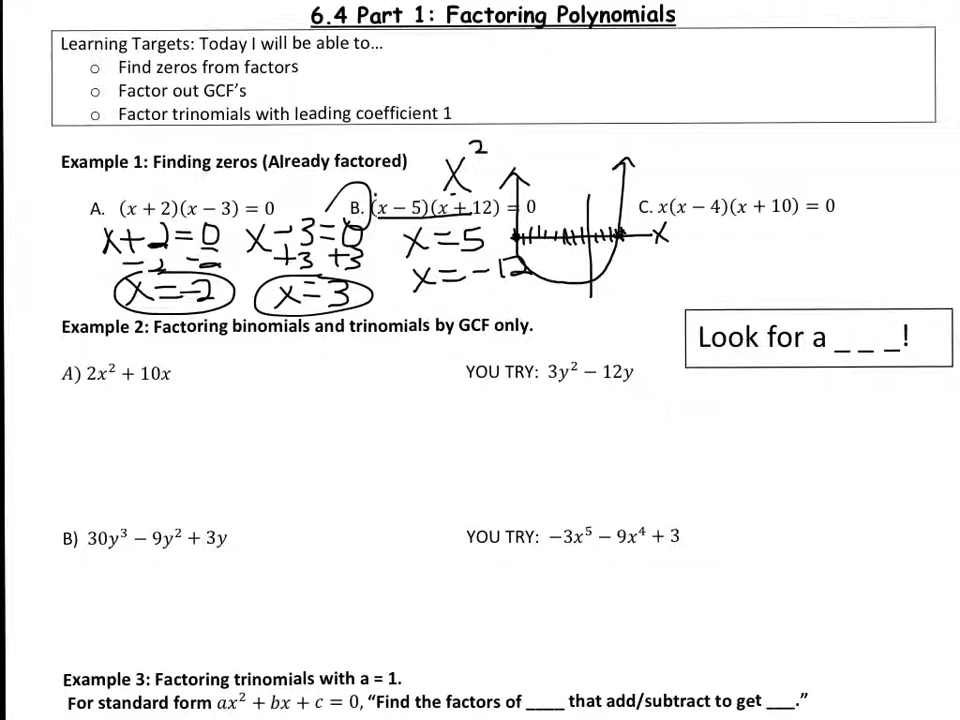 6.4 Part 1: Factoring Polynomials
Learning Targets: Today I will be able to...
o Find zeros from factors
o Factor out GCF's
o Factor trinomials with leading coefficient 1
Example 1: Finding zeros (Already factored)
x²
A. (x + 2)(x − 3) = 0 B. (x − 5)(x + 12) = 0 C. x(x − 4)(x + 10) = 0
x+2=0 x-3=0 x=5 x
-2 -2 +3 +3 x=-12
x=-2 x=3
Example 2: Factoring binomials and trinomials by GCF only.
Look for a _ _ _!
A) 2x² + 10x YOU TRY: 3y² − 12y
B) 30y³ − 9y² + 3y YOU TRY: −3x⁵ − 9x⁴ + 3
Example 3: Factoring trinomials with a = 1.
For standard form ax² + bx + c = 0, "Find the factors of ____ that add/subtract to get ___."